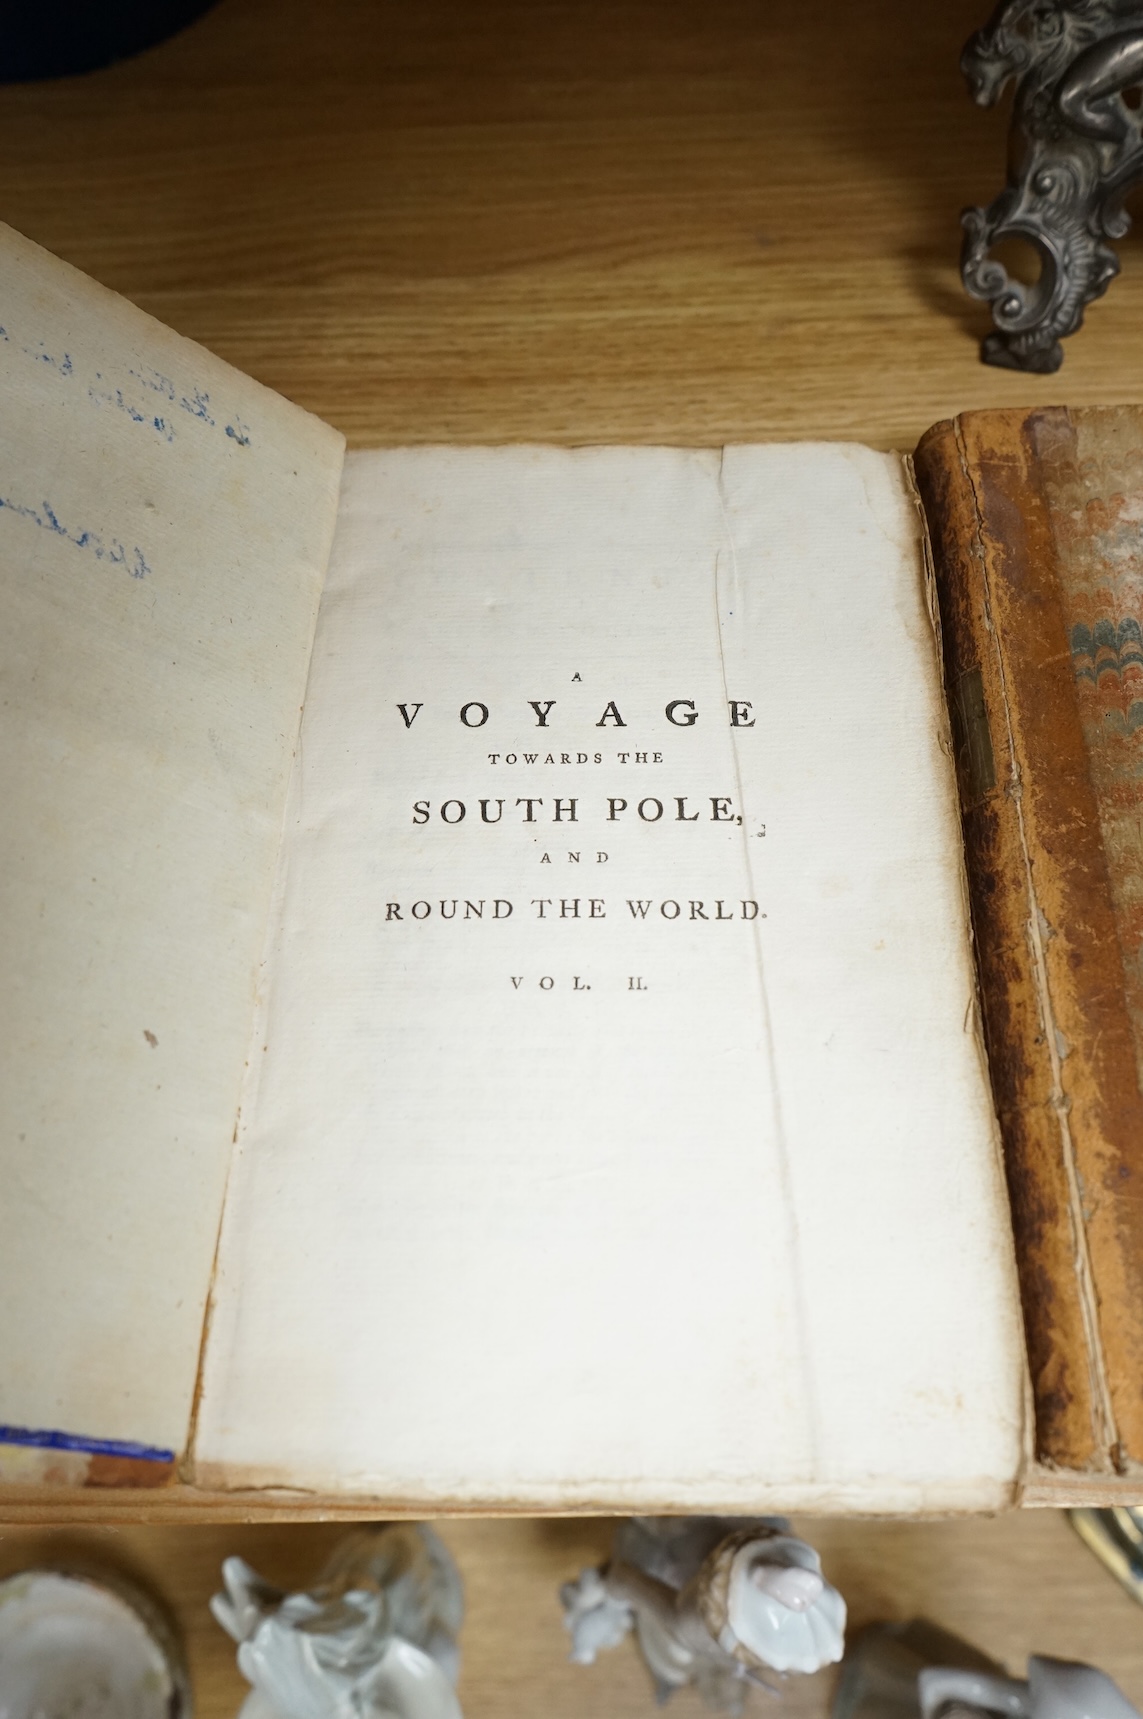 A
VOYAGE
TOWARDS THE
SOUTH POLE,
AND
ROUND THE WORLD.
VOL. II.